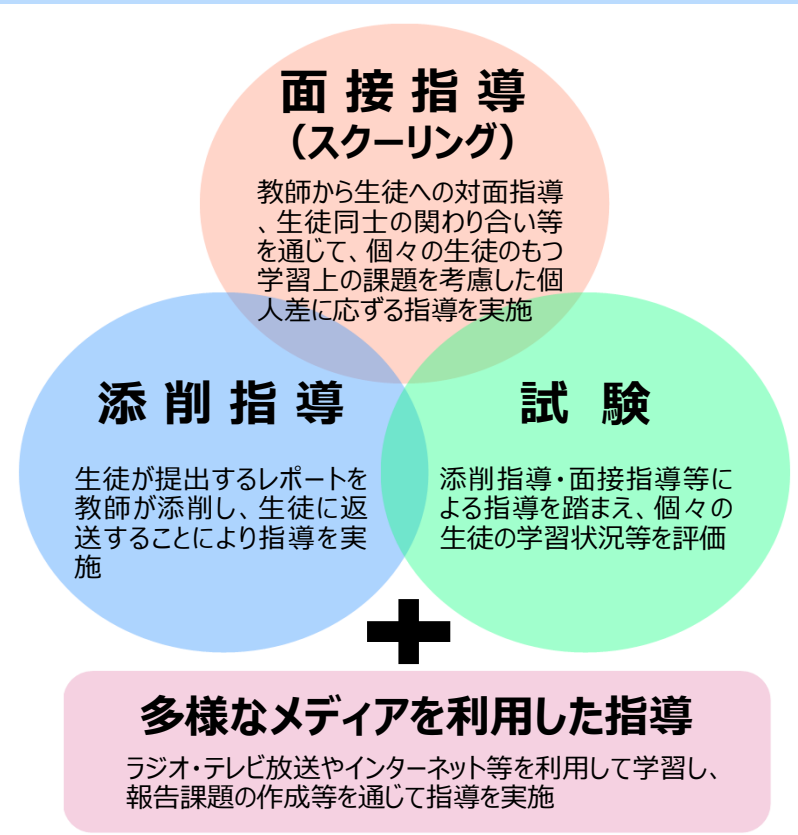 面接指導
（スクーリング）
教師から生徒への対面指導
、生徒同士の関わり合い等
を通じて、個々の生徒のもつ
学習上の課題を考慮した個
人差に応ずる指導を実施
添削指導
生徒が提出するレポートを
教師が添削し、生徒に返
送することにより指導を実
施
試験
添削指導・面接指導等に
よる指導を踏まえ、個々の
生徒の学習状況等を評価
多様なメディアを利用した指導
ラジオ・テレビ放送やインターネット等を利用して学習し、
報告課題の作成等を通じて指導を実施